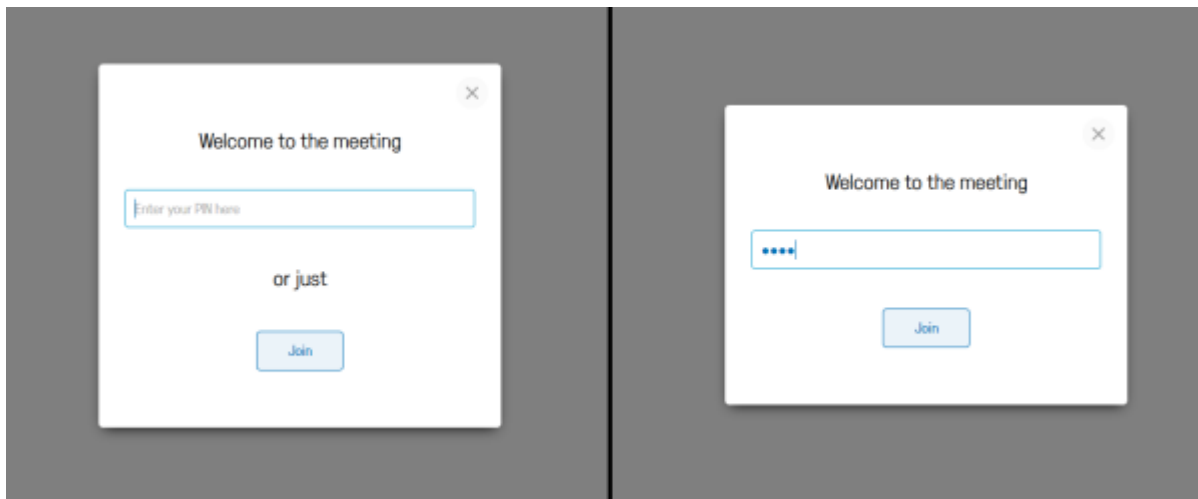 Welcome to the meeting
Enter your PIN here
or just
Join
Welcome to the meeting
••••
Join